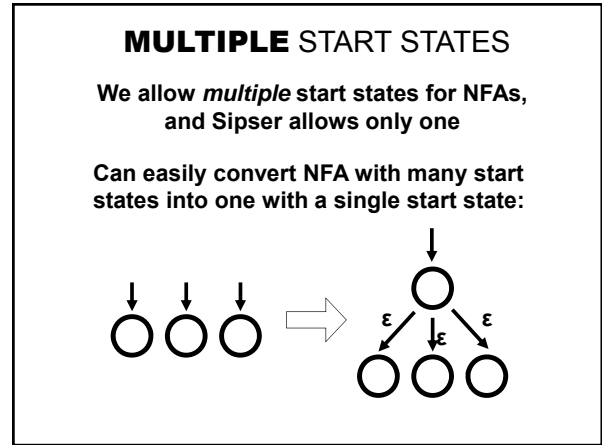 MULTIPLE START STATES
We allow multiple start states for NFAs,
and Sipser allows only one
Can easily convert NFA with many start
states into one with a single start state:
ε
ε
ε